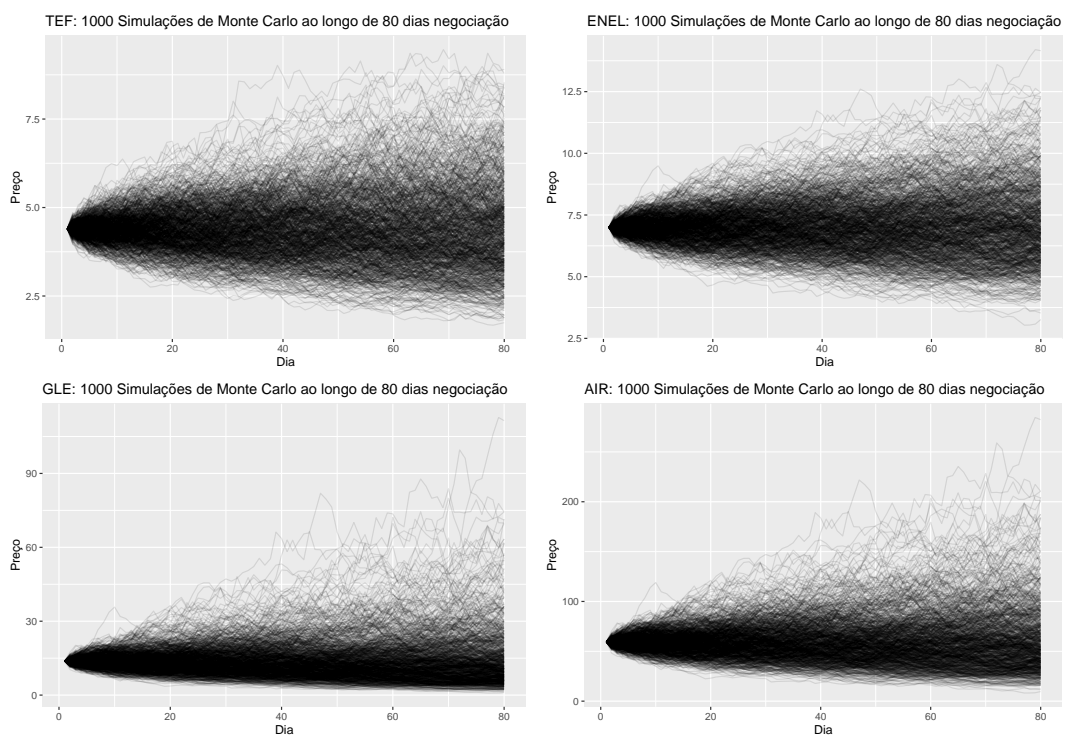 TEF: 1000 Simulações de Monte Carlo ao longo de 80 dias negociação
Preço
7.5
5.0
2.5
0 20 40 60 80
Dia
ENEL: 1000 Simulações de Monte Carlo ao longo de 80 dias negociação
Preço
12.5
10.0
7.5
5.0
2.5
0 20 40 60 80
Dia
GLE: 1000 Simulações de Monte Carlo ao longo de 80 dias negociação
Preço
90
60
30
0
0 20 40 60 80
Dia
AIR: 1000 Simulações de Monte Carlo ao longo de 80 dias negociação
Preço
200
100
0
0 20 40 60 80
Dia